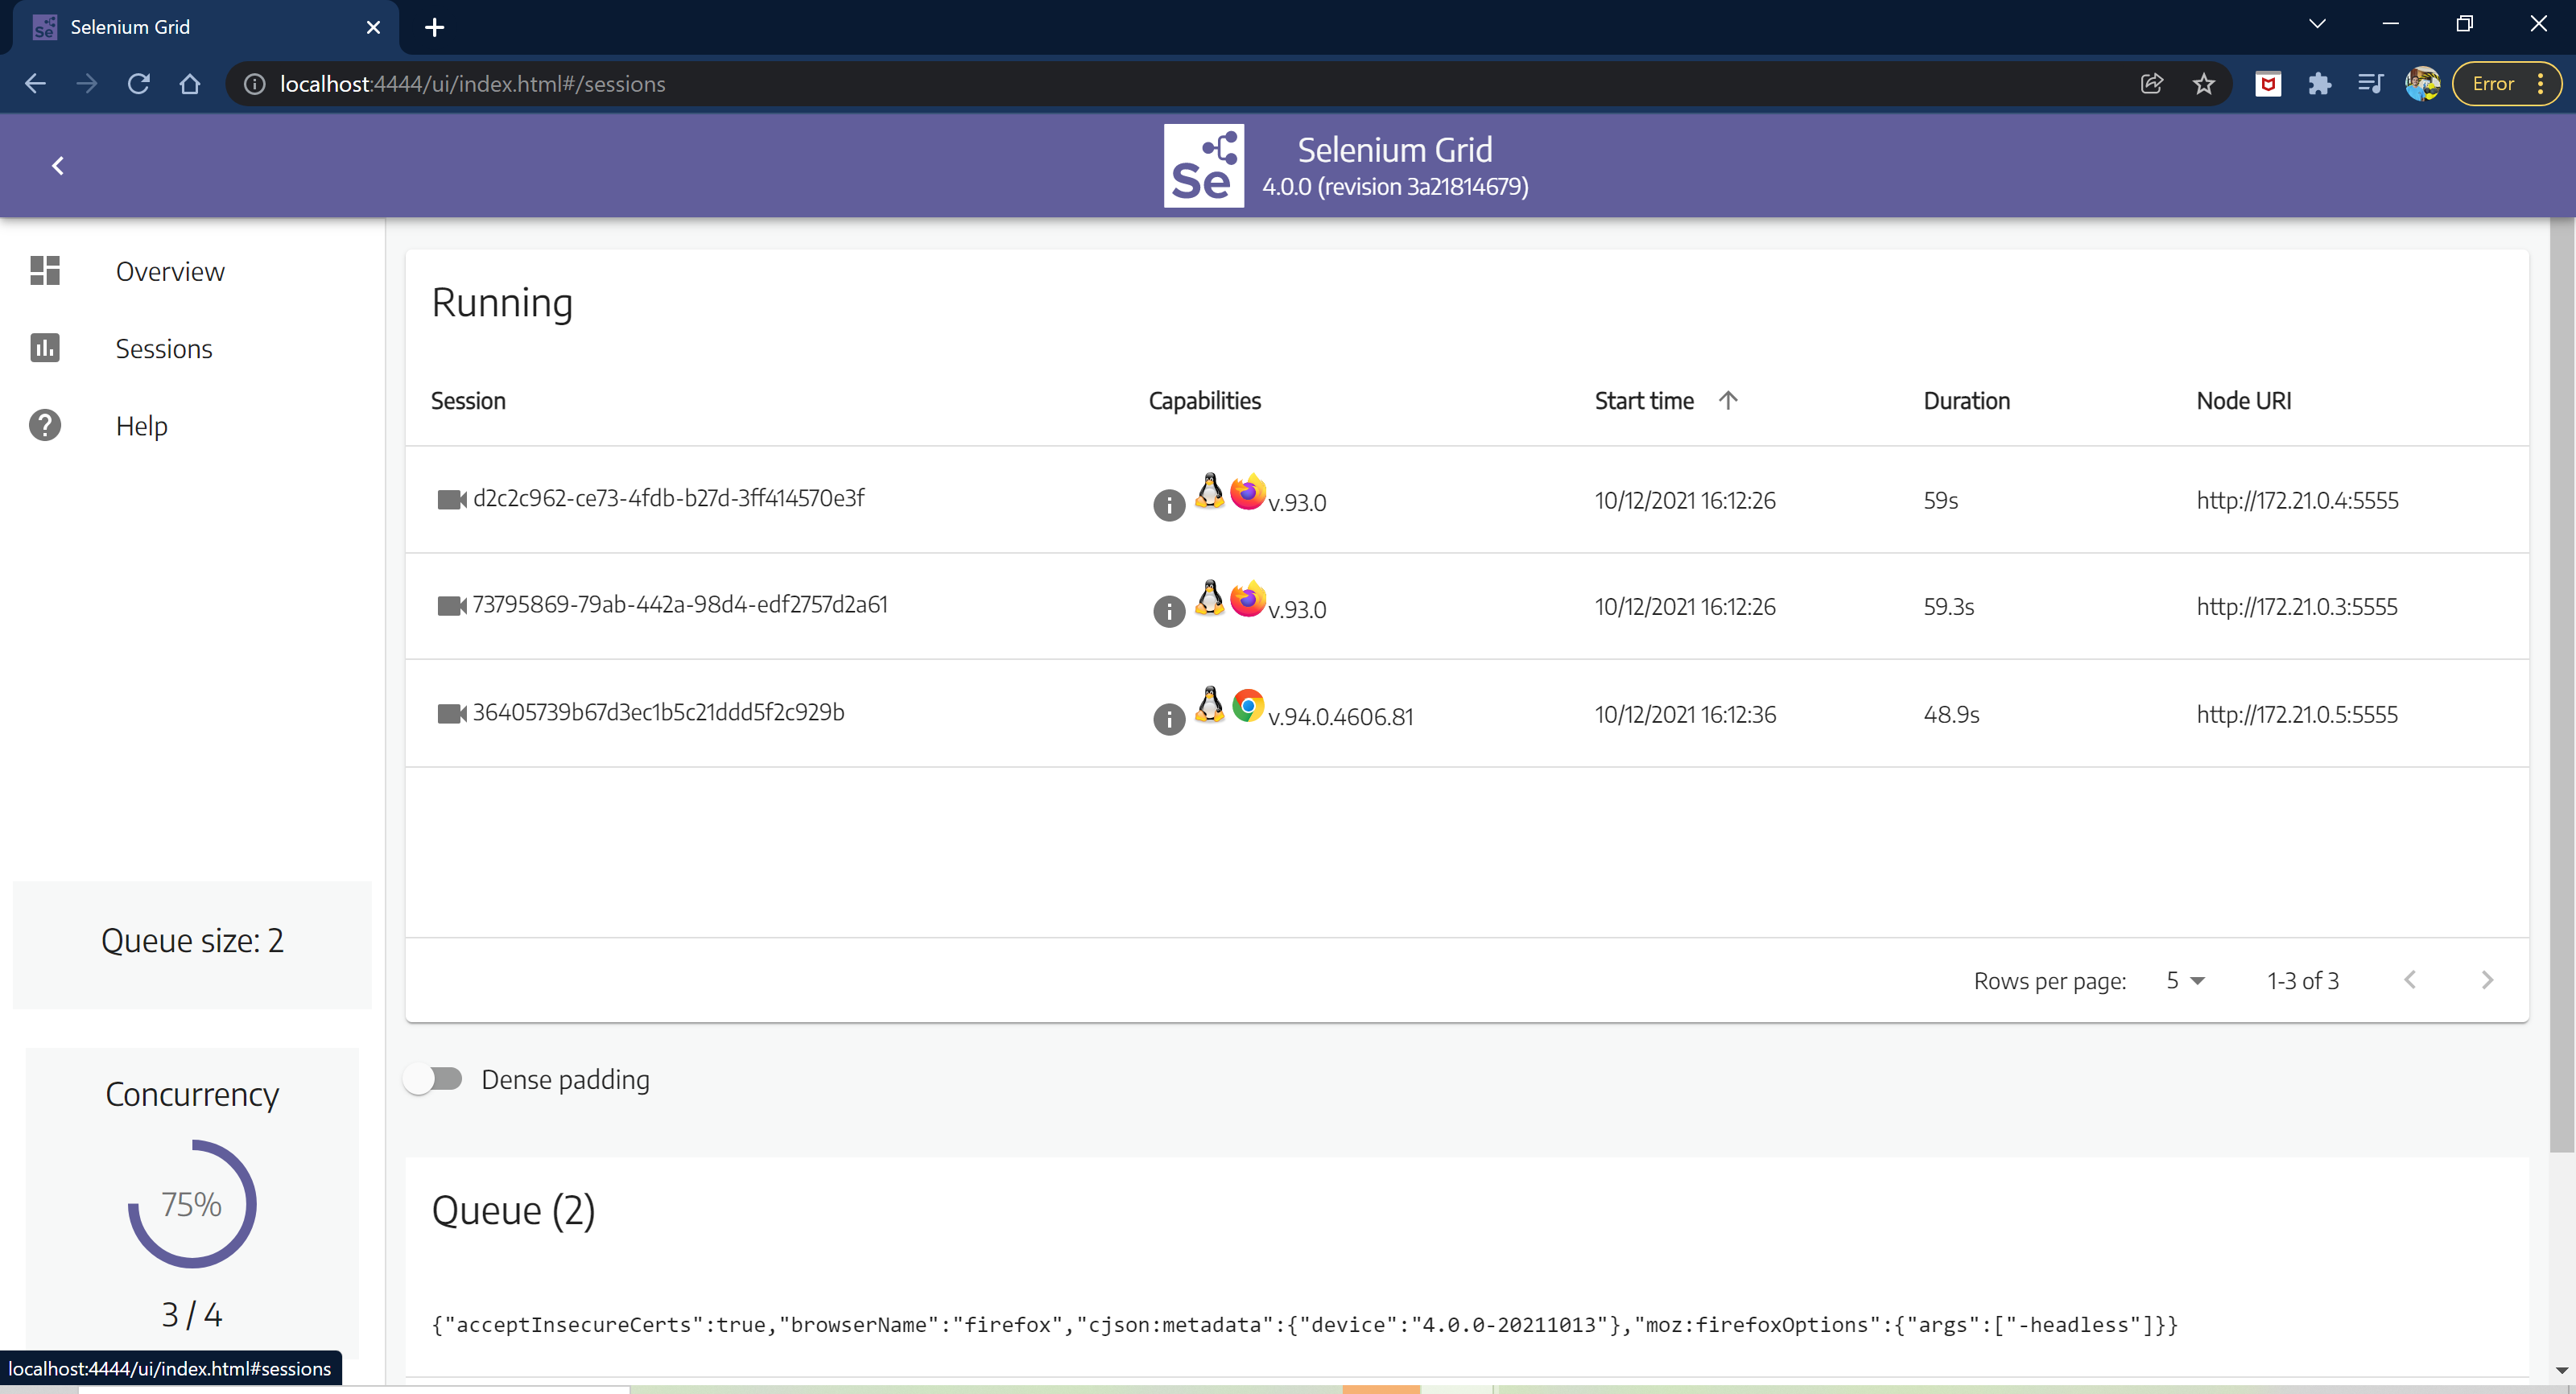 Selenium Grid
localhost:4444/ui/index.html#/sessions
Error
Se
Selenium Grid
4.0.0 (revision 3a21814679)
Overview
Sessions
Help
Running
Session Capabilities Start time Duration Node URI
d2c2c962-ce73-4fdb-b27d-3ff414570e3f v.93.0 10/12/2021 16:12:26 59s http://172.21.0.4:5555
73795869-79ab-442a-98d4-edf2757d2a61 v.93.0 10/12/2021 16:12:26 59.3s http://172.21.0.3:5555
36405739b67d3ec1b5c21ddd5f2c929b v.94.0.4606.81 10/12/2021 16:12:36 48.9s http://172.21.0.5:5555
Rows per page: 5 1-3 of 3
Dense padding
Queue size: 2
Concurrency
75%
3 / 4
Queue (2)
{"acceptInsecureCerts":true,"browserName":"firefox","cjson:metadata":{"device":"4.0.0-20211013"},"moz:firefoxOptions":{"args":["-headless"]}}
localhost:4444/ui/index.html#sessions